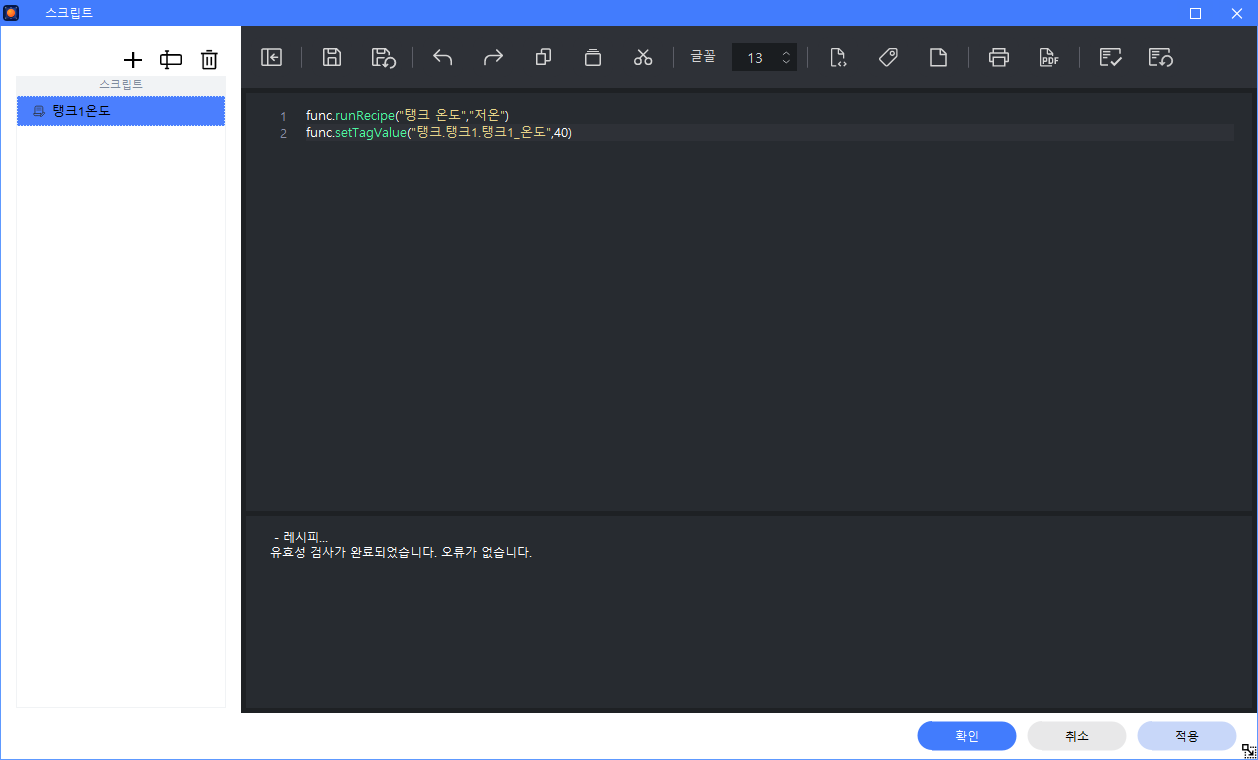 스크립트
글꼴
13
PDF
스크립트
탱크1온도
1 func.runRecipe("탱크 온도","저온")
2 func.setTagValue("탱크.탱크1.탱크1_온도",40)
- 레시피...
유효성 검사가 완료되었습니다. 오류가 없습니다.
확인
취소
적용